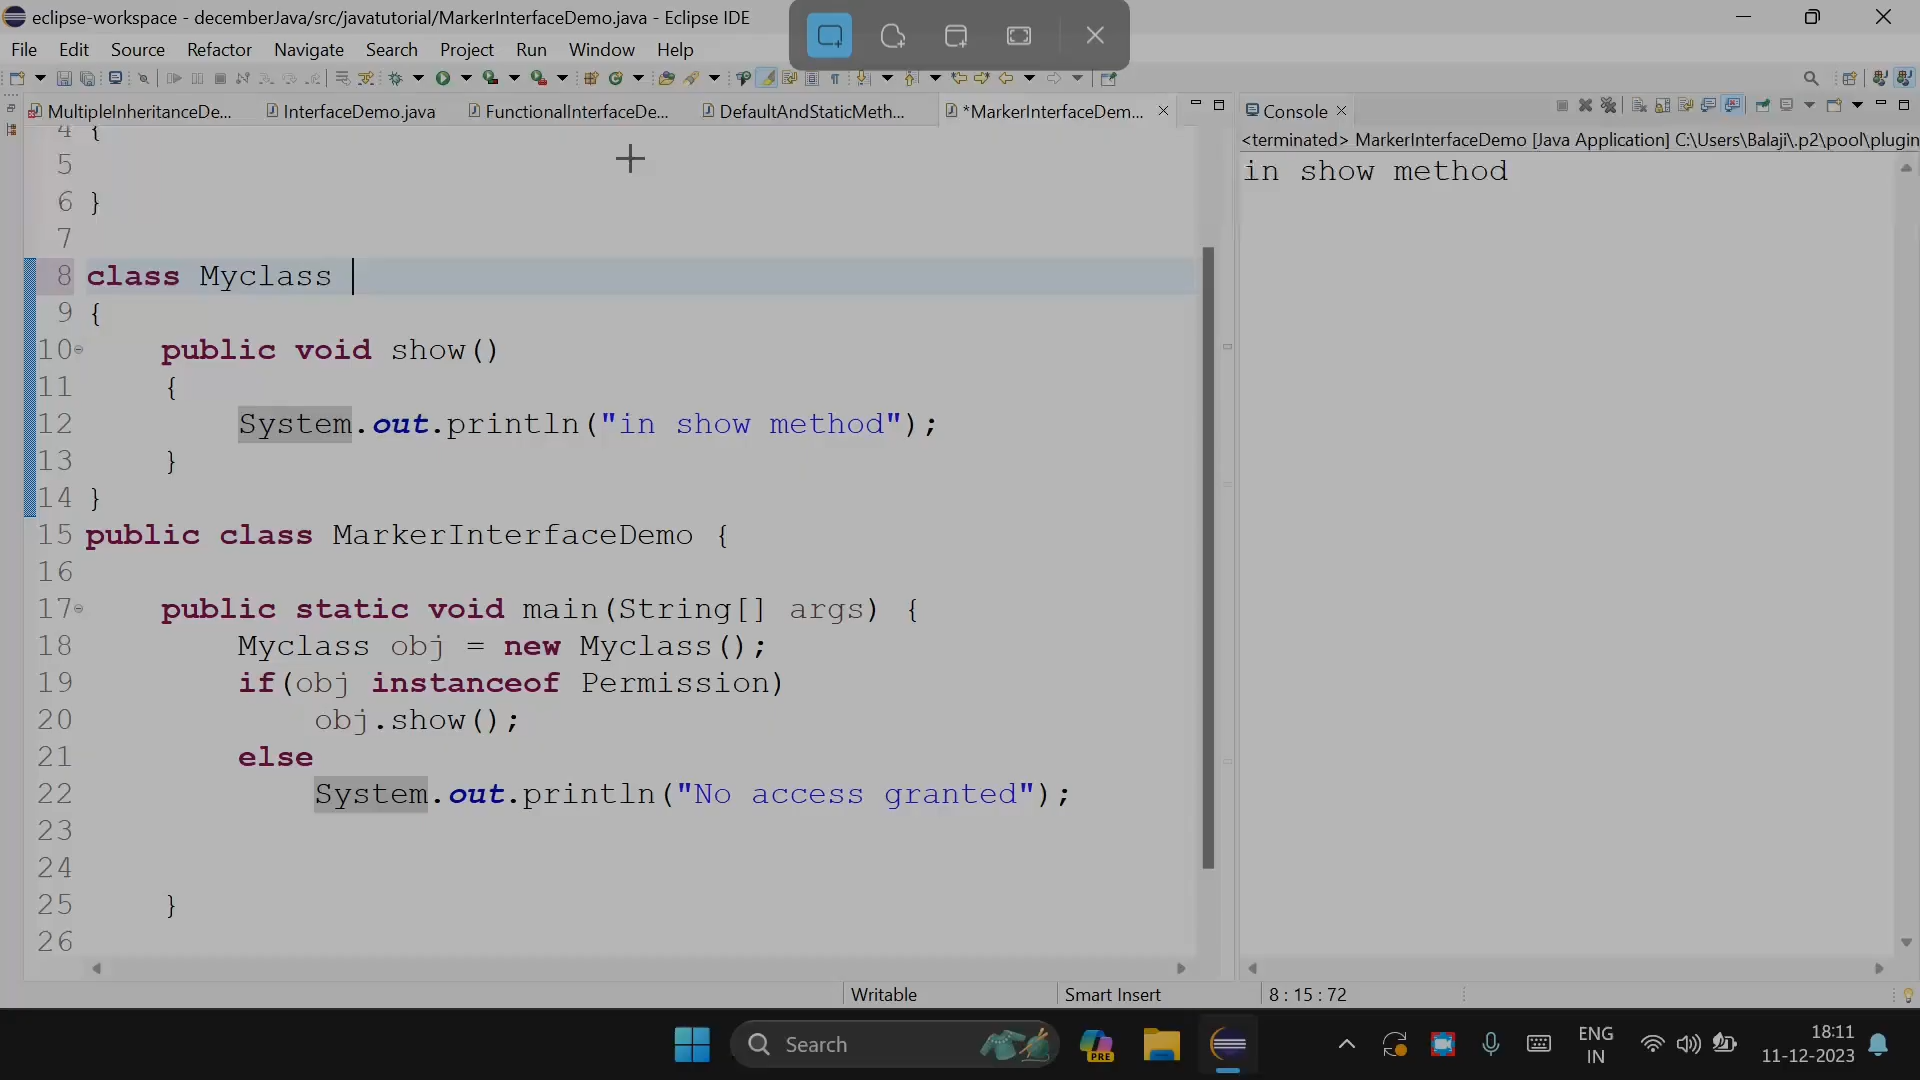 eclipse-workspace - decemberJava/src/javatutorial/MarkerInterfaceDemo.java - Eclipse IDE
File Edit Source Refactor Navigate Search Project Run Window Help
MultipleInheritanceDe... InterfaceDemo.java FunctionalInterfaceDe... DefaultAndStaticMeth... *MarkerInterfaceDem...
4 {
5
6 }
7
8 class Myclass
9 {
10 public void show()
11 {
12 System.out.println("in show method");
13 }
14 }
15 public class MarkerInterfaceDemo {
16
17 public static void main(String[] args) {
18 Myclass obj = new Myclass();
19 if(obj instanceof Permission)
20 obj.show();
21 else
22 System.out.println("No access granted");
23
24
25 }
26
Console
<terminated> MarkerInterfaceDemo [Java Application] C:\Users\Balaji\.p2\pool\plugin
in show method
Writable Smart Insert 8 : 15 : 72
Search
PRE
ENG
IN
18:11
11-12-2023